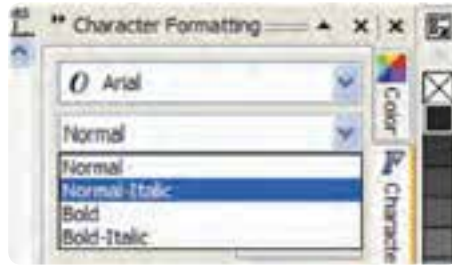 Character Formatting
O Arial
Normal
Normal
Normal-Italic
Bold
Bold-Italic
Color
F Characte